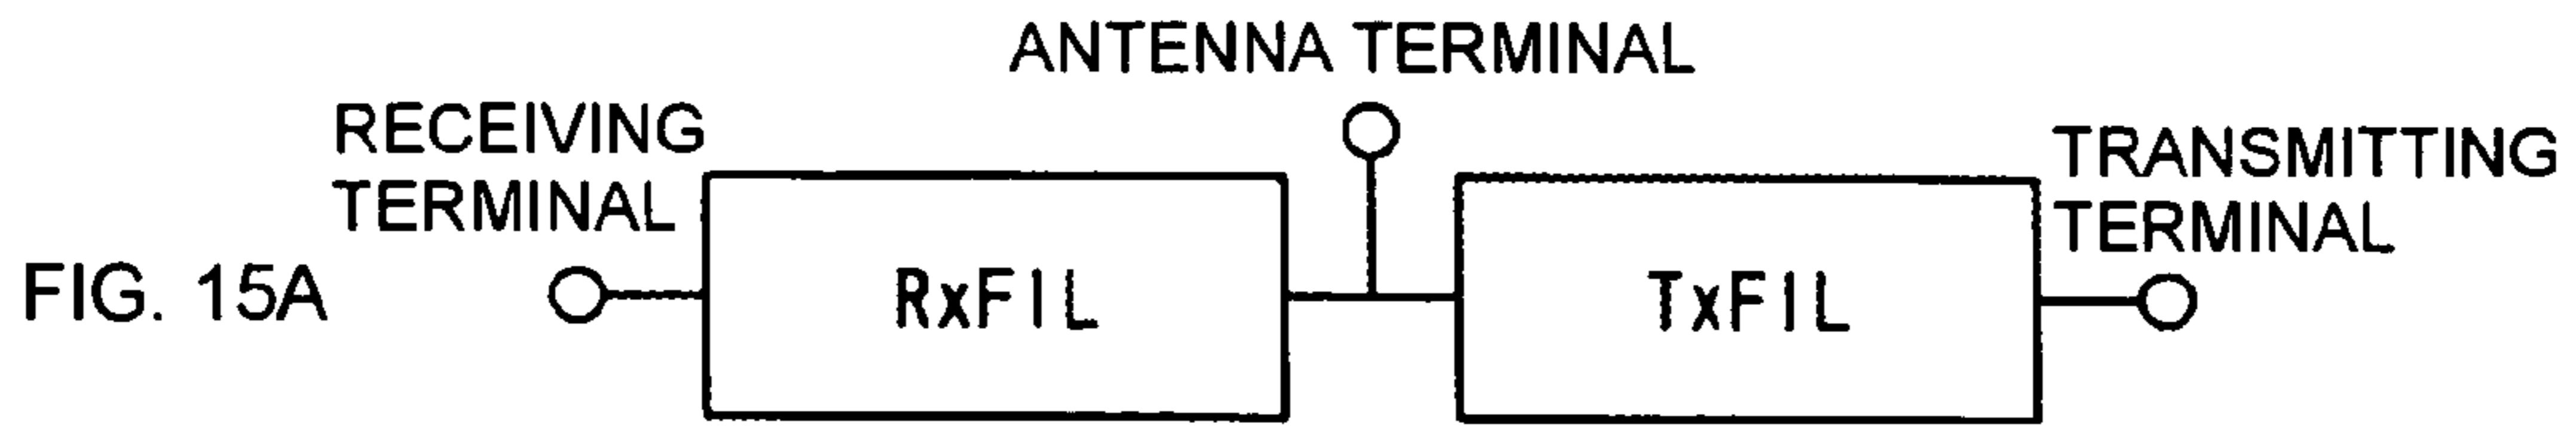 ANTENNA TERMINAL
RECEIVING
TERMINAL
TRANSMITTING
TERMINAL
FIG. 15A
RxFIL
TxFIL